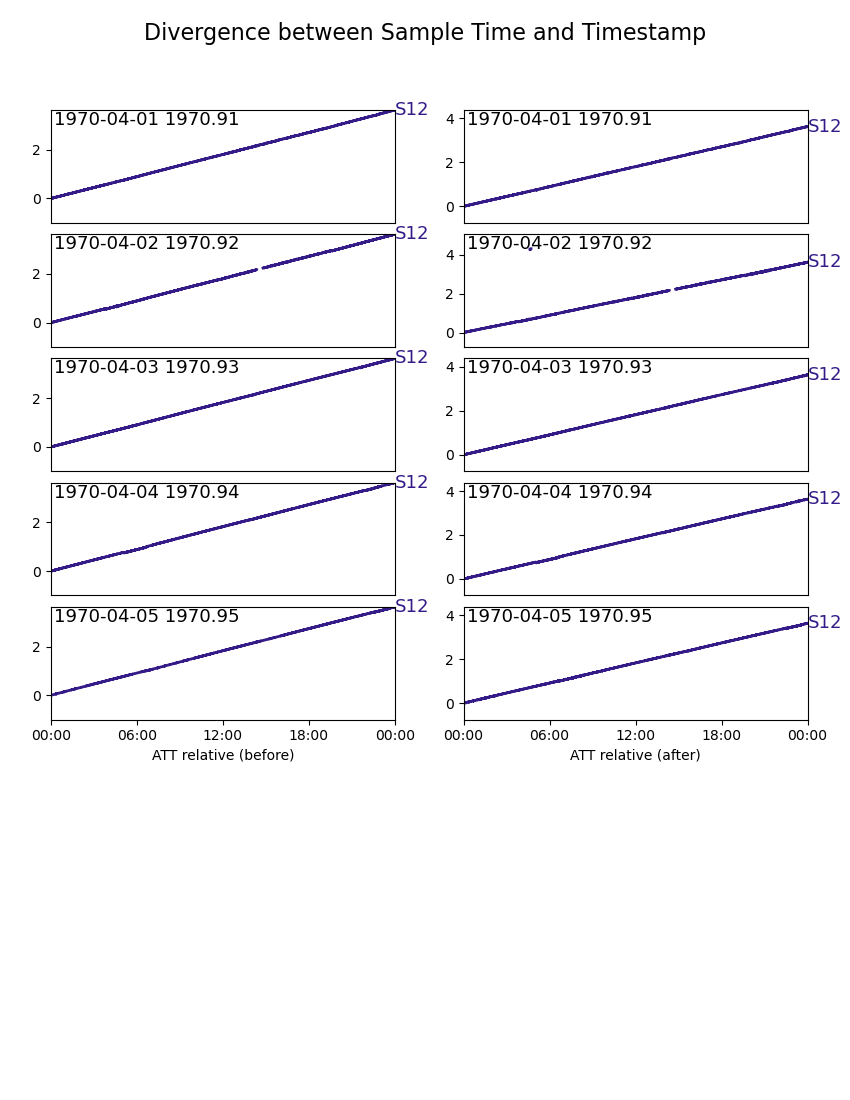 Divergence between Sample Time and Timestamp
1970-04-01 1970.91 S12
2
0
1970-04-01 1970.91 S12
4
2
0
1970-04-02 1970.92 S12
2
0
1970-04-02 1970.92 S12
4
2
0
1970-04-03 1970.93 S12
2
0
1970-04-03 1970.93 S12
4
2
0
1970-04-04 1970.94 S12
2
0
1970-04-04 1970.94 S12
4
2
0
1970-04-05 1970.95 S12
2
0
1970-04-05 1970.95 S12
4
2
0
00:00 06:00 12:00 18:00 00:00
ATT relative (before)
00:00 06:00 12:00 18:00 00:00
ATT relative (after)